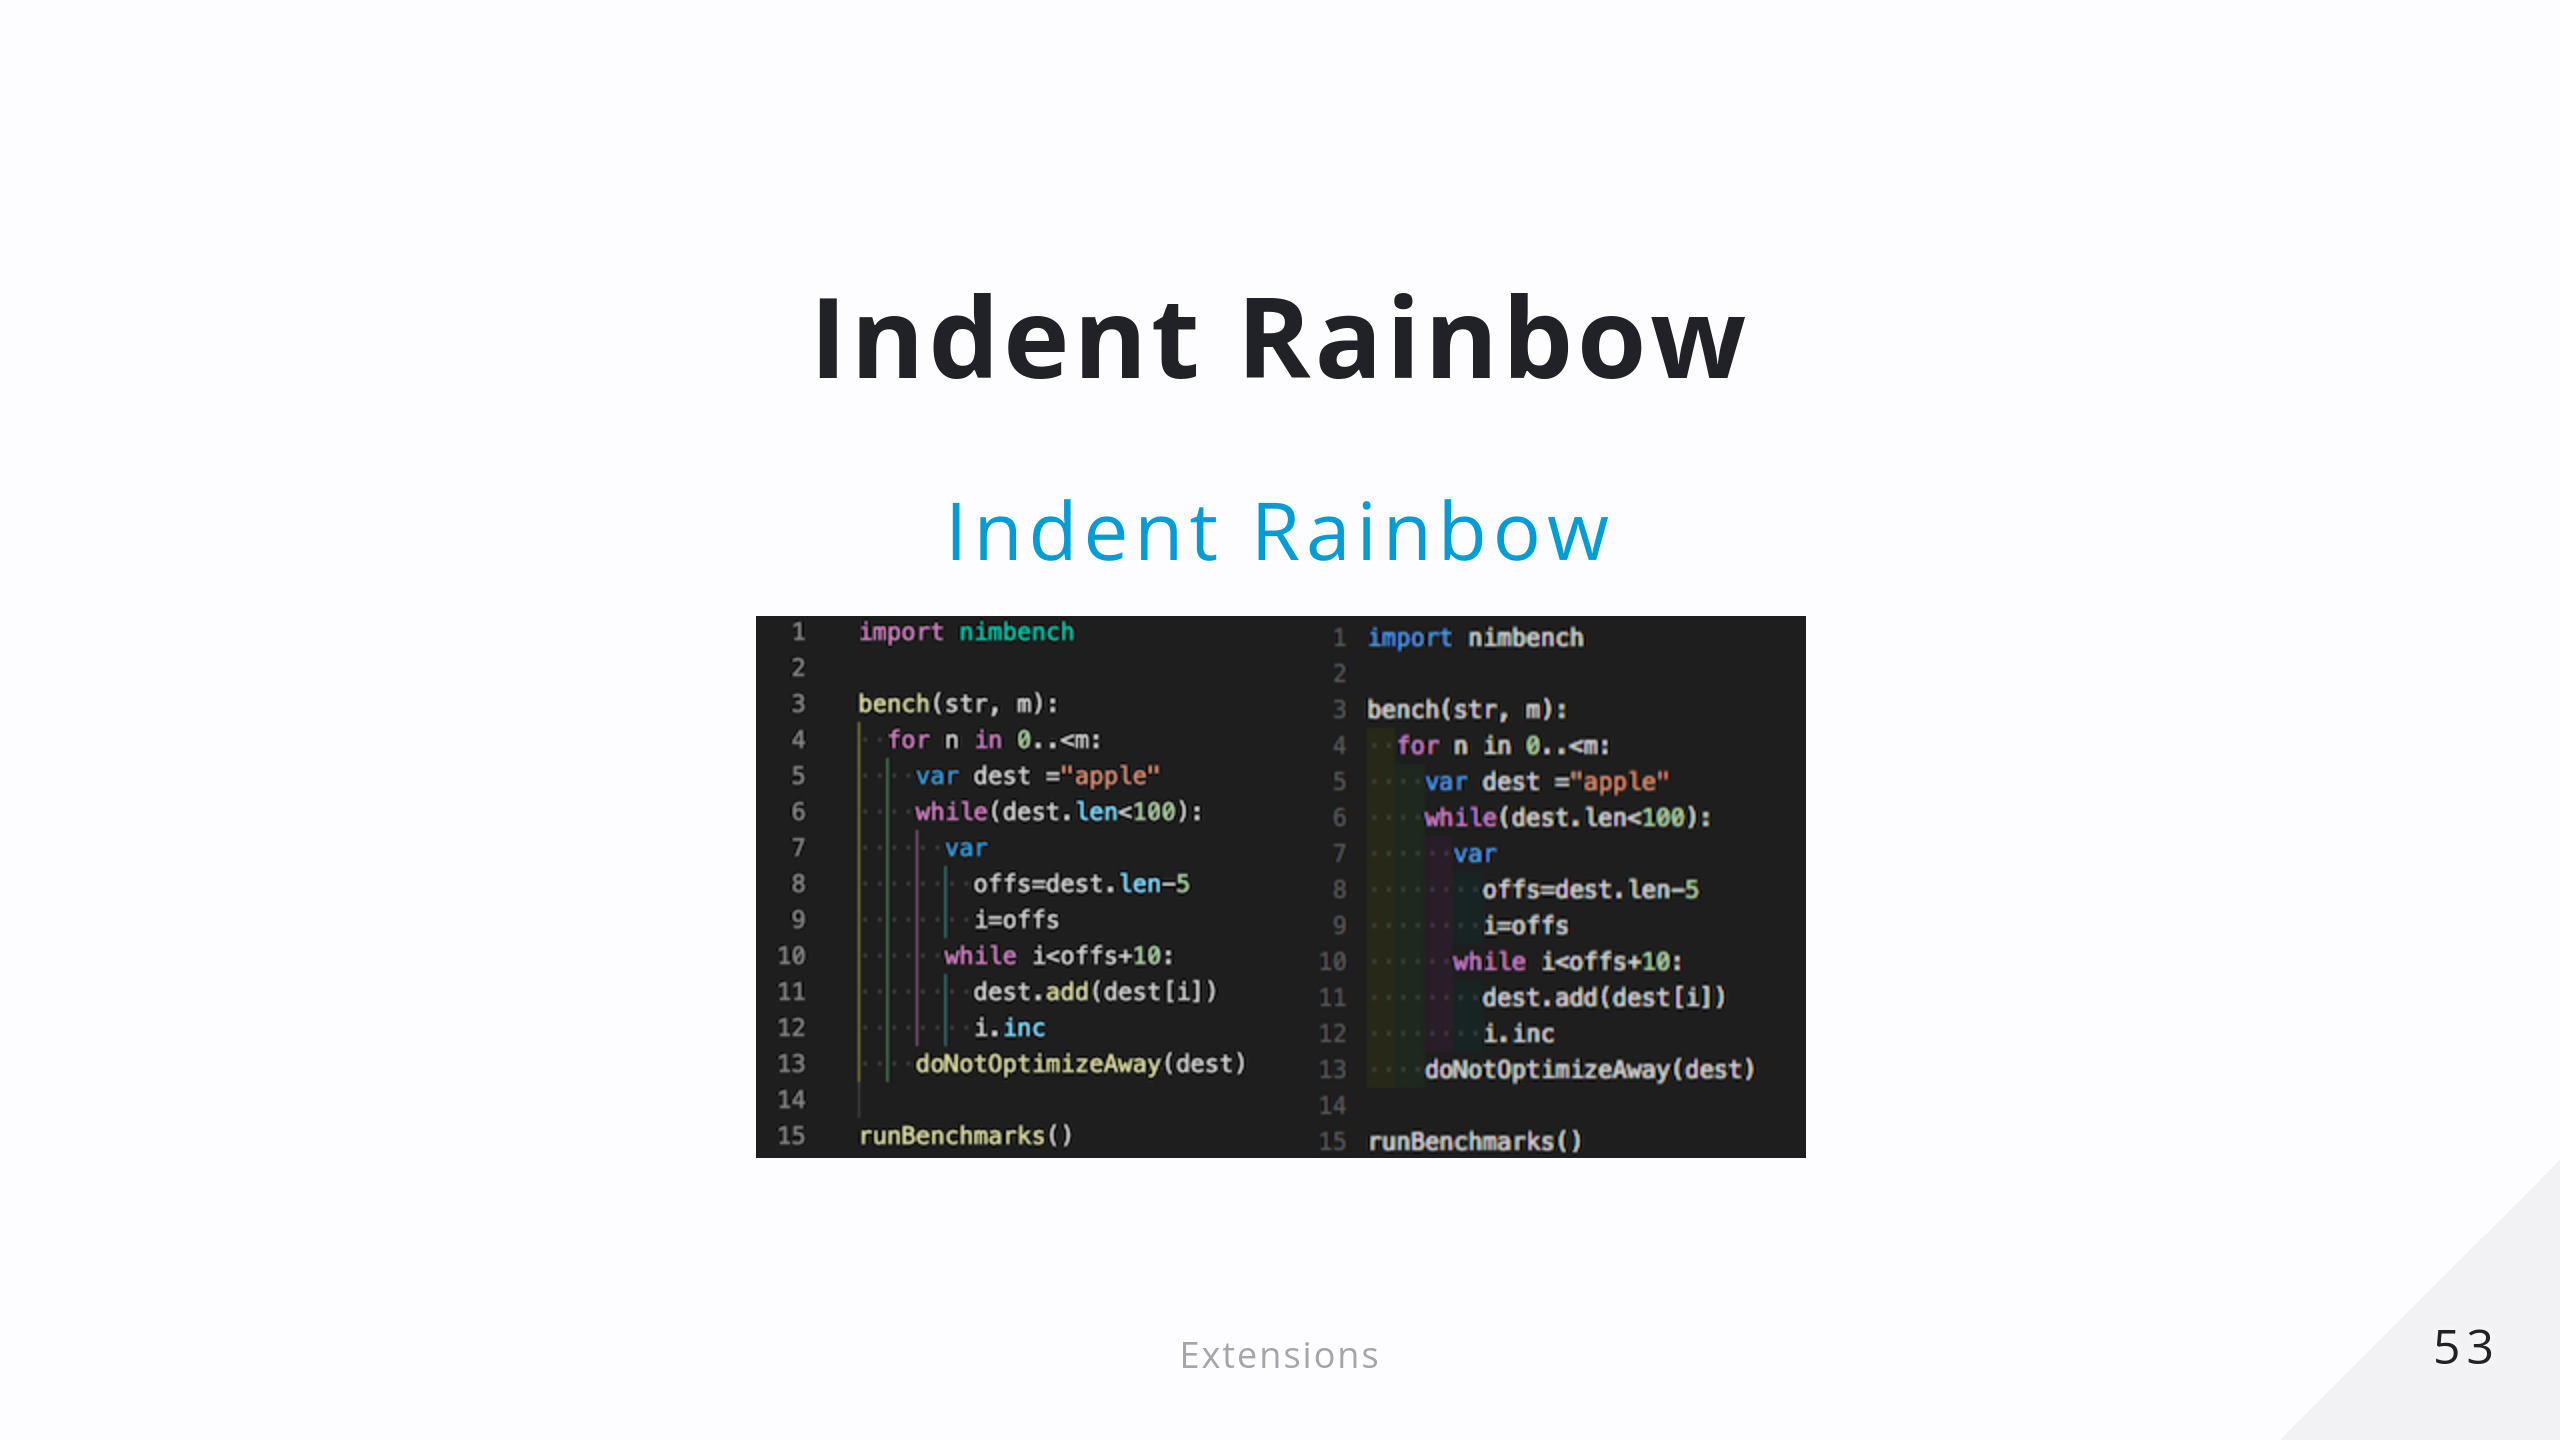 Indent Rainbow
Indent Rainbow
1 import nimbench
2
3 bench(str, m):
4 for n in 0..<m:
5 var dest ="apple"
6 while(dest.len<100):
7 var
8 offs=dest.len-5
9 i=offs
10 while i<offs+10:
11 dest.add(dest[i])
12 i.inc
13 doNotOptimizeAway(dest)
14
15 runBenchmarks()
1 import nimbench
2
3 bench(str, m):
4 for n in 0..<m:
5 var dest ="apple"
6 while(dest.len<100):
7 var
8 offs=dest.len-5
9 i=offs
10 while i<offs+10:
11 dest.add(dest[i])
12 i.inc
13 doNotOptimizeAway(dest)
14
15 runBenchmarks()
Extensions
53